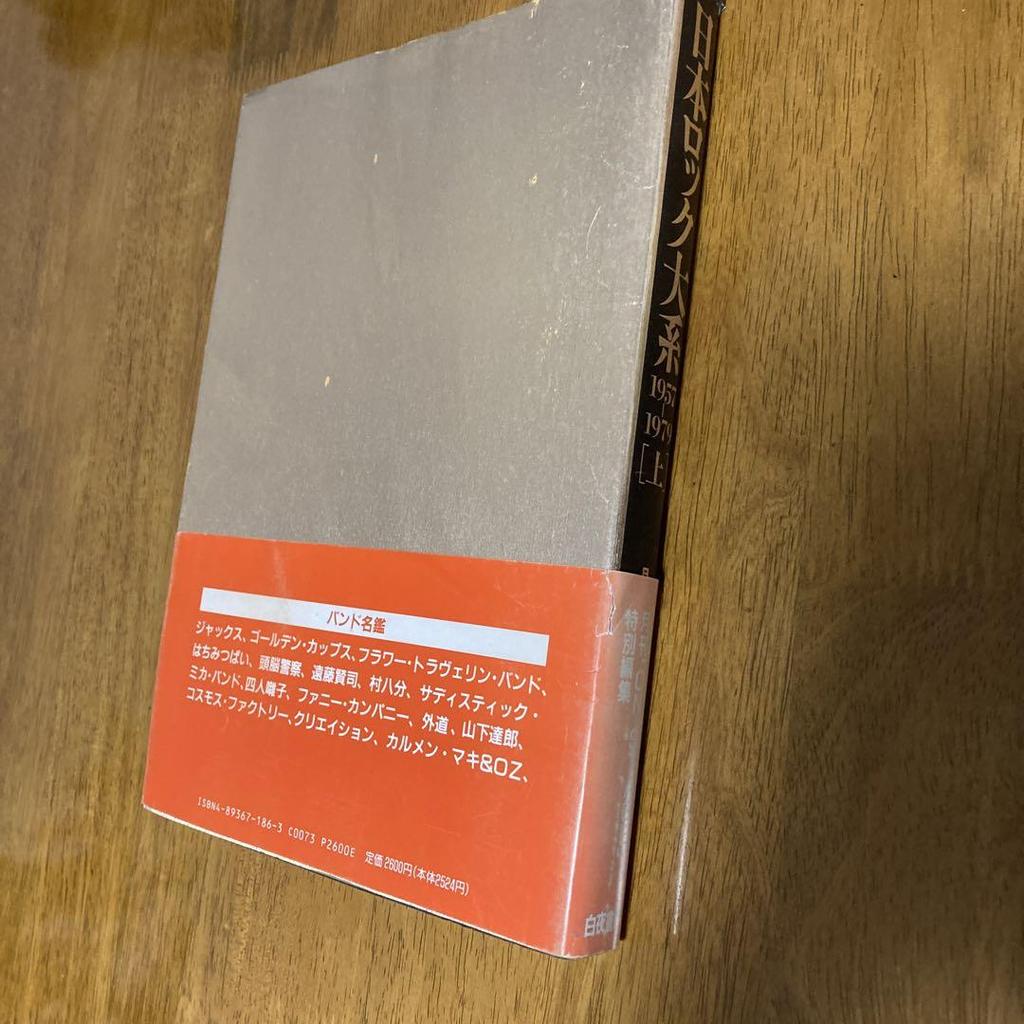 日本ロック大系
1957-1979
[上]
バンド名鑑
ジャックス、ゴールデン・カップス、フラワー・トラヴェリン・バンド、
はちみつぱい、頭脳警察、遠藤賢司、村八分、サディスティック・
ミカ・バンド、四人囃子、ファニー・カンパニー、外道、山下達郎、
コスモス・ファクトリー、クリエイション、カルメン・マキ&OZ、
ISBN4-89367-186-3 C0073 P2600E 定価2600円(本体2524円)
特別編集
白夜